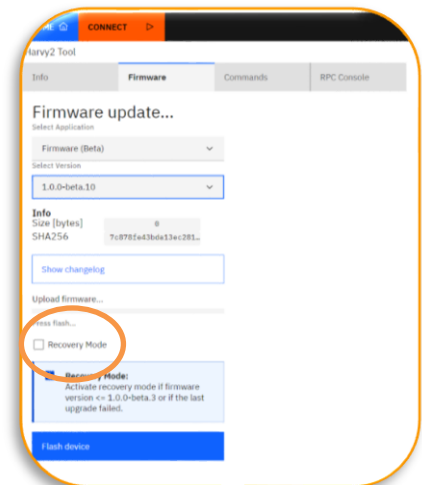 CONNECT
Harvy2 Tool
Info Firmware Commands RPC Console
Firmware update...
Select Application
Firmware (Beta)
Select Version
1.0.0-beta.10
Info
Size [bytes] 0
SHA256 7c878fe43bda13ec281…
Show changelog
Upload firmware...
Press flash...
Recovery Mode
Recovery Mode:
Activate recovery mode if firmware
version <= 1.0.0-beta.3 or if the last
upgrade failed.
Flash device